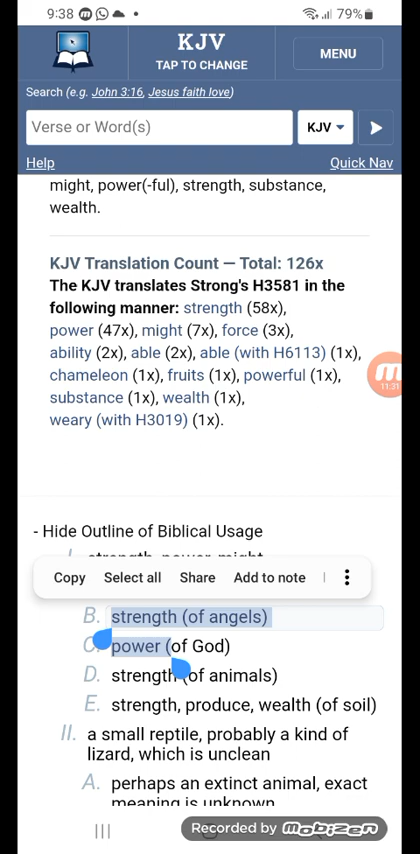 9:38
79%
KJV
TAP TO CHANGE
MENU
Search (e.g. John 3:16, Jesus faith love)
Verse or Word(s)
KJV
Help
Quick Nav
might, power(-ful), strength, substance,
wealth.
KJV Translation Count — Total: 126x
The KJV translates Strong's H3581 in the
following manner: strength (58x),
power (47x), might (7x), force (3x),
ability (2x), able (2x), able (with H6113) (1x),
chameleon (1x), fruits (1x), powerful (1x),
substance (1x), wealth (1x),
weary (with H3019) (1x).
11:31
- Hide Outline of Biblical Usage
I. strength, power, might
Copy Select all Share Add to note
B. strength (of angels)
C. power (of God)
D. strength (of animals)
E. strength, produce, wealth (of soil)
II. a small reptile, probably a kind of
lizard, which is unclean
A. perhaps an extinct animal, exact
meaning is unknown
Recorded by mobizen